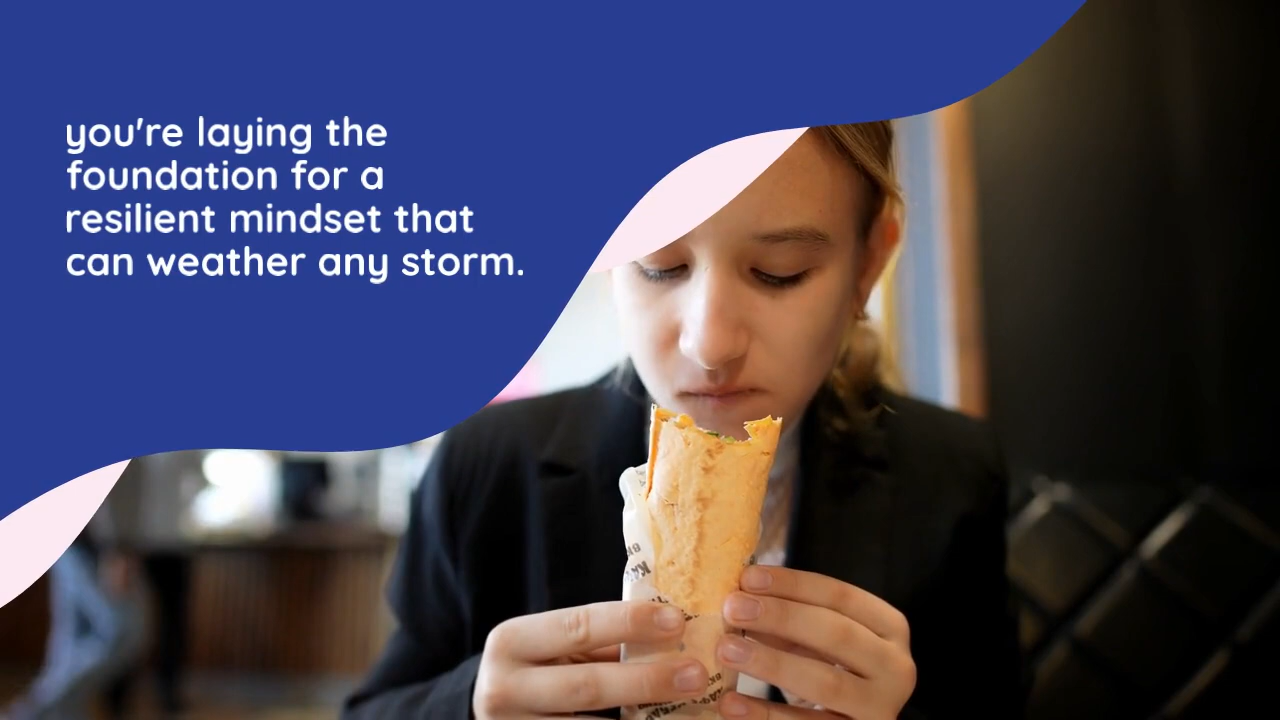 you're laying the
foundation for a
resilient mindset that
can weather any storm.